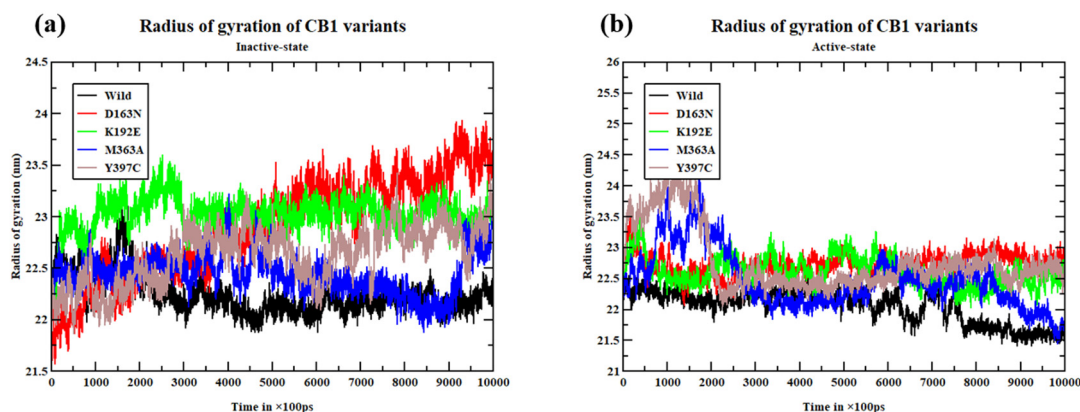 (a)
Radius of gyration of CB1 variants
Inactive-state
Radius of gyration (nm)
24.5
24
23.5
23
22.5
22
21.5
Wild
D163N
K192E
M363A
Y397C
0 1000 2000 3000 4000 5000 6000 7000 8000 9000 10000
Time in ×100ps
(b)
Radius of gyration of CB1 variants
Active-state
Radius of gyration (nm)
26
25.5
25
24.5
24
23.5
23
22.5
22
21.5
21
Wild
D163N
K192E
M363A
Y397C
0 1000 2000 3000 4000 5000 6000 7000 8000 9000 10000
Time in ×100ps